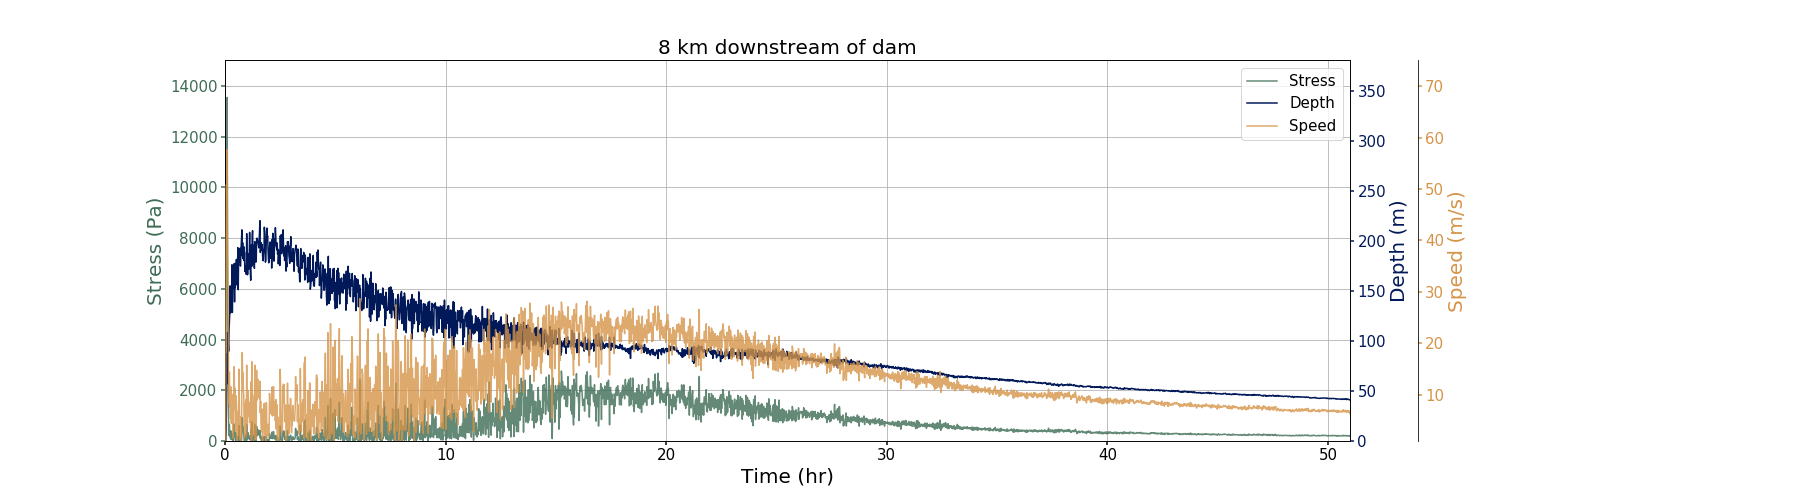 8 km downstream of dam
Stress (Pa)
14000
12000
10000
8000
6000
4000
2000
0
Stress
Depth
Speed
350
300
250
200
150
100
50
0
Depth (m)
70
60
50
40
30
20
10
Speed (m/s)
0 10 20 30 40 50
Time (hr)